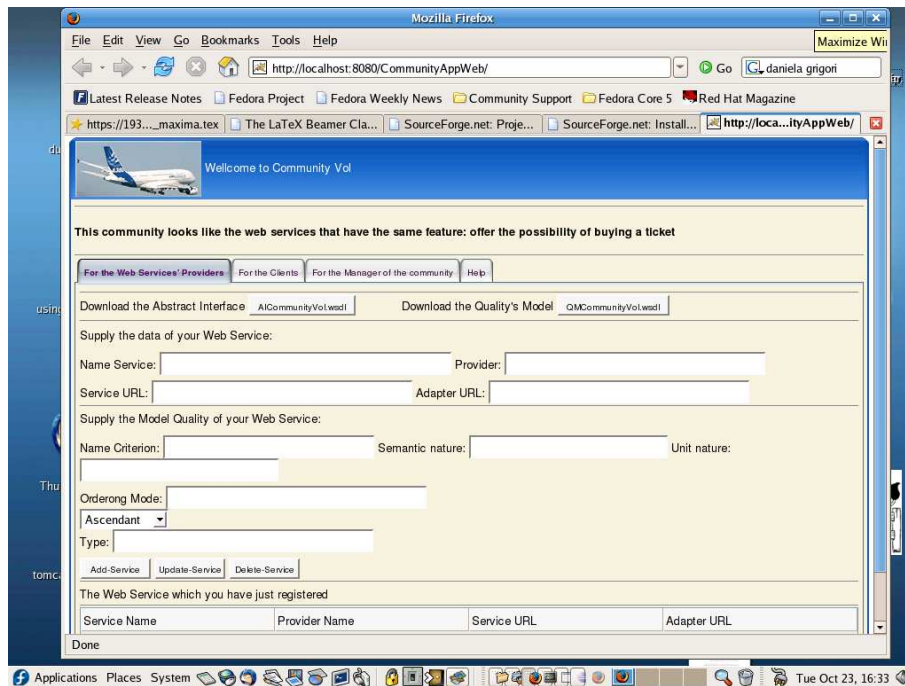 Mozilla Firefox
File Edit View Go Bookmarks Tools Help
Maximize Wi
http://localhost:8080/CommunityAppWeb/
Go
daniela grigori
Latest Release Notes Fedora Project Fedora Weekly News Community Support Fedora Core 5 Red Hat Magazine
https://193..._maxima.tex The LaTeX Beamer Cla... SourceForge.net: Proje... SourceForge.net: Install... http://loca...ityAppWeb/
Wellcome to Community Vol
This community looks like the web services that have the same feature: offer the possibility of buying a ticket
For the Web Services' Providers For the Clients For the Manager of the community Help
Download the Abstract Interface AICommunityVol.wsdl Download the Quality's Model QMCommunityVol.wsdl
using
Supply the data of your Web Service:
Name Service: Provider:
Service URL: Adapter URL:
Supply the Model Quality of your Web Service:
Name Criterion: Semantic nature: Unit nature:
Thu
Orderong Mode:
Ascendant
Type:
Add-Service Update-Service Delete-Service
tomc
The Web Service which you have just registered
Service Name Provider Name Service URL Adapter URL
Done
Applications Places System Tue Oct 23, 16:33